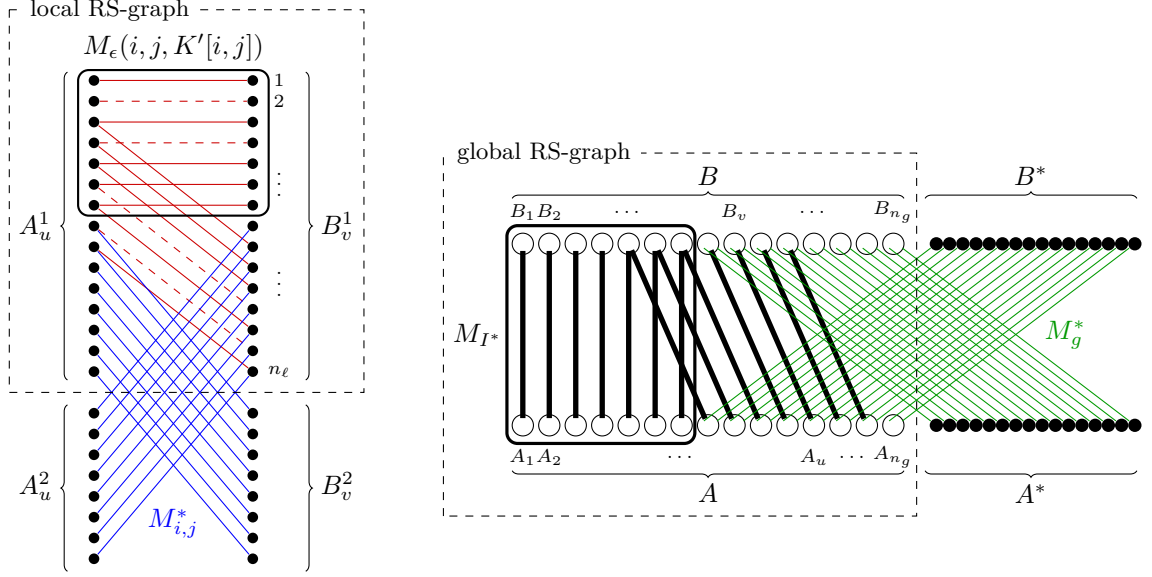 local RS-graph
M_ϵ(i, j, K'[i, j])
1
2
⋮
A_u^1
B_v^1
⋮
n_ℓ
A_u^2
B_v^2
M_{i,j}^*
global RS-graph
B
B^*
B_1 B_2 ⋯ B_v ⋯ B_{n_g}
M_{I^*}
M_g^*
A_1 A_2 ⋯ A_u ⋯ A_{n_g}
A
A^*